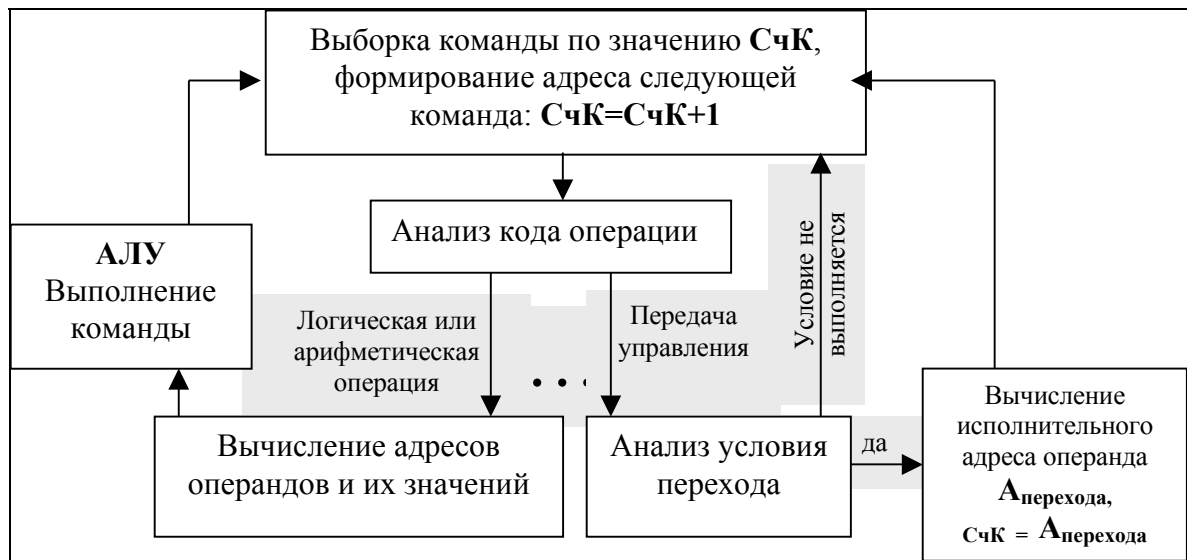 Выборка команды по значению СчК,
формирование адреса следующей
команда: СчК=СчК+1
Анализ кода операции
АЛУ
Выполнение
команды
Логическая или
арифметическая
операция
• • •
Передача
управления
Условие не
выполняется
Вычисление адресов
операндов и их значений
Анализ условия
перехода
да
Вычисление
исполнительного
адреса операнда
Aперехода,
СчК = Aперехода